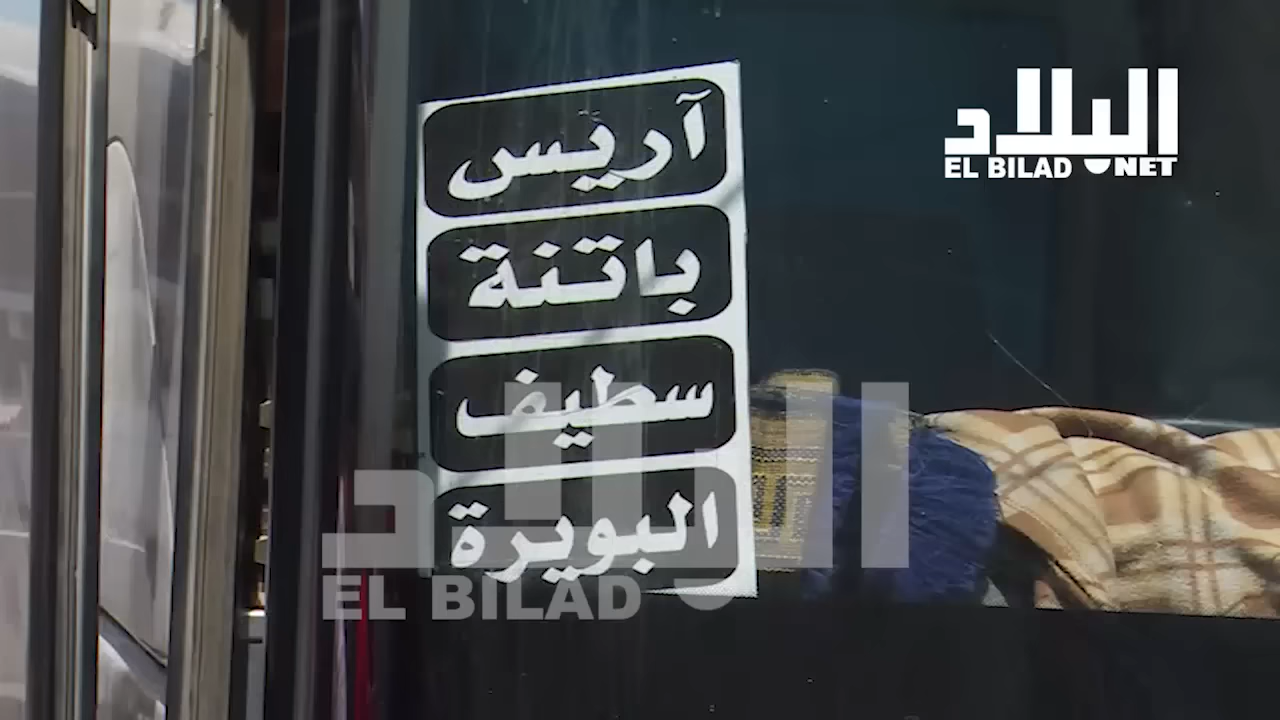 البلاد
EL BILAD NET
آريس
باتنة
سطيف
البويرة
البلاد
EL BILAD